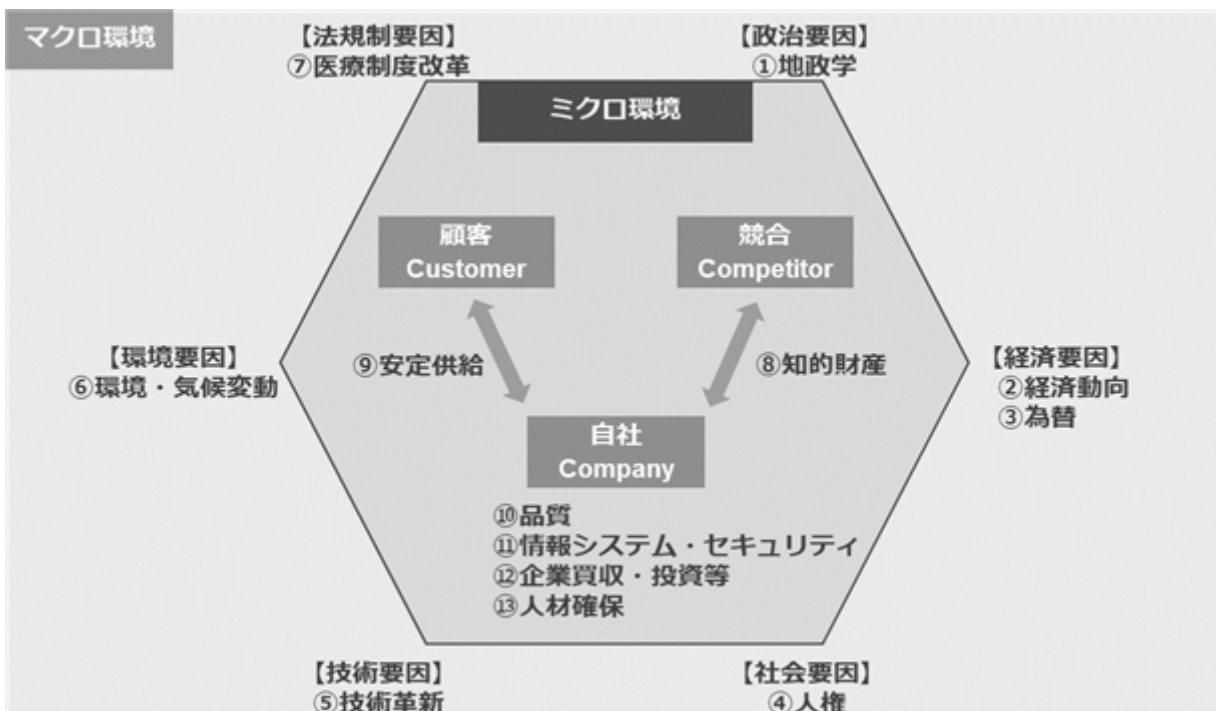 マクロ環境
【法規制要因】
⑦医療制度改革
【政治要因】
①地政学
ミクロ環境
顧客
Customer
競合
Competitor
【環境要因】
⑥環境・気候変動
⑨安定供給
⑧知的財産
【経済要因】
②経済動向
③為替
自社
Company
⑩品質
⑪情報システム・セキュリティ
⑫企業買収・投資等
⑬人材確保
【技術要因】
⑤技術革新
【社会要因】
④人権